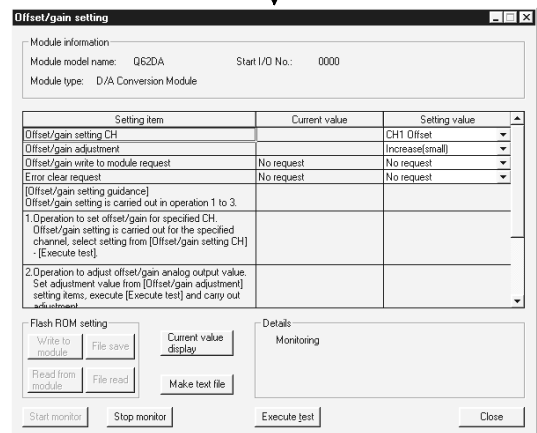 Offset/gain setting
Module information
Module model name: Q62DA Start I/O No.: 0000
Module type: D/A Conversion Module
Setting item Current value Setting value
Offset/gain setting CH CH1 Offset
Offset/gain adjustment Increase(small)
Offset/gain write to module request No request No request
Error clear request No request No request
[Offset/gain setting guidance]
Offset/gain setting is carried out in operation 1 to 3.
1.Operation to set offset/gain for specified CH.
Offset/gain setting is carried out for the specified
channel, select setting from [Offset/gain setting CH]
- [Execute test].
2.Operation to adjust offset/gain analog output value.
Set adjustment value from [Offset/gain adjustment]
setting items, execute [Execute test] and carry out
adjustment
Flash ROM setting
Write to
module
File save
Current value
display
Details
Monitoring
Read from
module
File read
Make text file
Start monitor Stop monitor Execute test Close